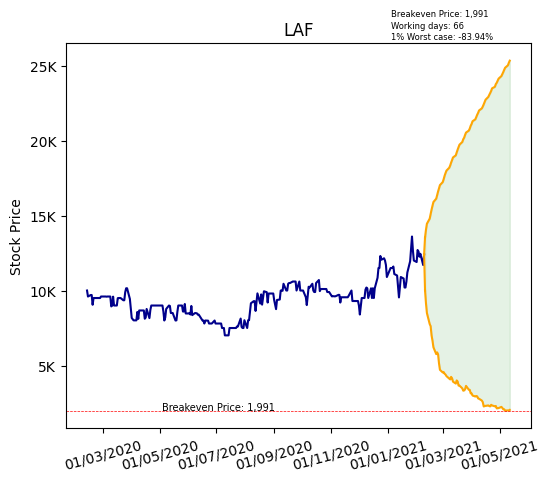 Breakeven Price: 1,991
Working days: 66
1% Worst case: -83.94%
LAF
Stock Price
25K
20K
15K
10K
5K
Breakeven Price: 1,991
01/03/2020 01/05/2020 01/07/2020 01/09/2020 01/11/2020 01/01/2021 01/03/2021 01/05/2021